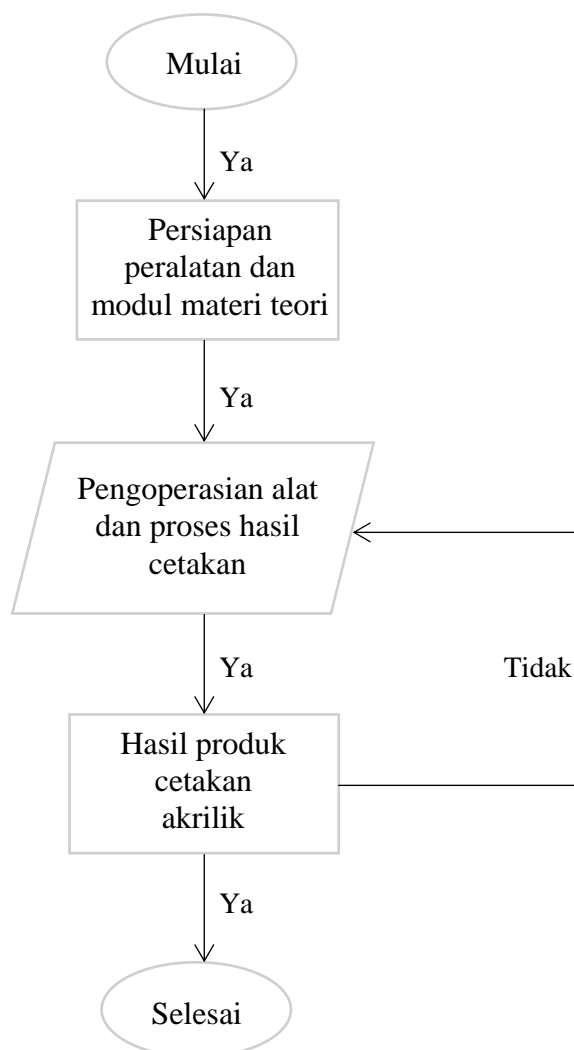 Mulai
Ya
Persiapan
peralatan dan
modul materi teori
Ya
Pengoperasian alat
dan proses hasil
cetakan
Ya
Tidak
Hasil produk
cetakan
akrilik
Ya
Selesai